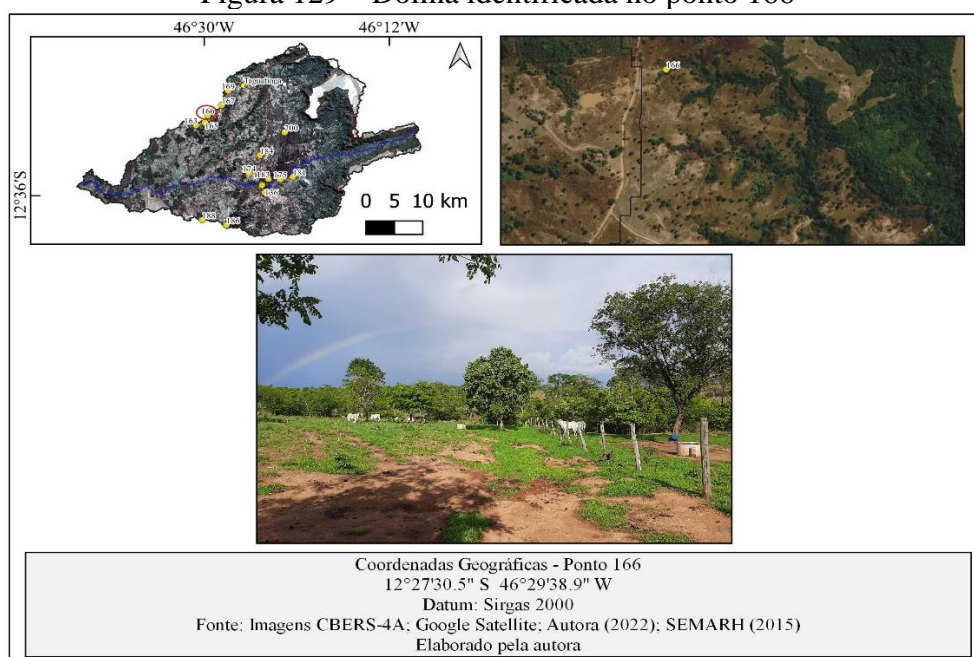 Figura 129 – Dolina identificada no ponto 166
46°30'W 46°12'W
12°36'S
Taguatinga
169
167
166
163 165
200
184
174
183 175 181
188 186
0 5 10 km
166
Coordenadas Geográficas - Ponto 166
12°27'30.5" S 46°29'38.9" W
Datum: Sirgas 2000
Fonte: Imagens CBERS-4A; Google Satellite; Autora (2022); SEMARH (2015)
Elaborado pela autora